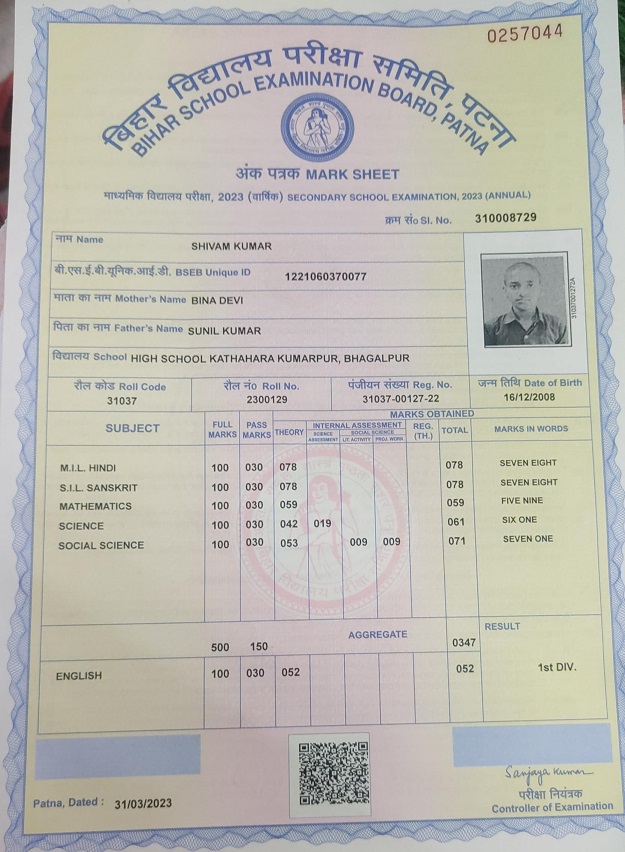 0257044
बिहार विद्यालय परीक्षा समिति, पटना
BIHAR SCHOOL EXAMINATION BOARD, PATNA
अंक पत्रक MARK SHEET
माध्यमिक विद्यालय परीक्षा, 2023 (वार्षिक) SECONDARY SCHOOL EXAMINATION, 2023 (ANNUAL)
क्रम सं० Sl. No. 310008729
नाम Name SHIVAM KUMAR
बी.एस.ई.बी.यूनिक.आई.डी. BSEB Unique ID 1221060370077
माता का नाम Mother's Name BINA DEVI
पिता का नाम Father's Name SUNIL KUMAR
विद्यालय School HIGH SCHOOL KATHAHARA KUMARPUR, BHAGALPUR
रौल कोड Roll Code रौल नं० Roll No. पंजीयन संख्या Reg. No. जन्म तिथि Date of Birth
31037 2300129 31037-00127-22 16/12/2008
MARKS OBTAINED
SUBJECT FULL MARKS PASS MARKS THEORY INTERNAL ASSESSMENT REG. (TH.) TOTAL MARKS IN WORDS
SCIENCE ASSESSMENT SOCIAL SCIENCE LIT. ACTIVITY PROJ. WORK
M.I.L. HINDI 100 030 078 078 SEVEN EIGHT
S.I.L. SANSKRIT 100 030 078 078 SEVEN EIGHT
MATHEMATICS 100 030 059 059 FIVE NINE
SCIENCE 100 030 042 019 061 SIX ONE
SOCIAL SCIENCE 100 030 053 009 009 071 SEVEN ONE
500 150 AGGREGATE 0347 RESULT
ENGLISH 100 030 052 052 1st DIV.
Sanjaya Kumar
Patna, Dated : 31/03/2023
परीक्षा नियंत्रक
Controller of Examination